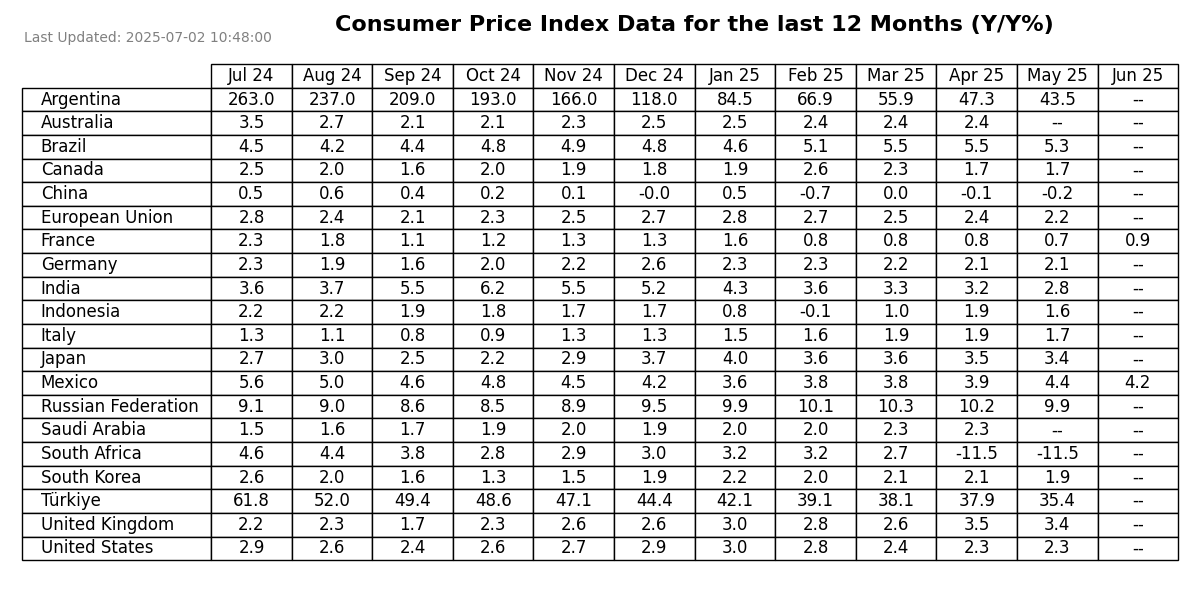 Consumer Price Index Data for the last 12 Months (Y/Y%)
Last Updated: 2025-07-02 10:48:00
Jul 24 Aug 24 Sep 24 Oct 24 Nov 24 Dec 24 Jan 25 Feb 25 Mar 25 Apr 25 May 25 Jun 25
Argentina 263.0 237.0 209.0 193.0 166.0 118.0 84.5 66.9 55.9 47.3 43.5 --
Australia 3.5 2.7 2.1 2.1 2.3 2.5 2.5 2.4 2.4 2.4 -- --
Brazil 4.5 4.2 4.4 4.8 4.9 4.8 4.6 5.1 5.5 5.5 5.3 --
Canada 2.5 2.0 1.6 2.0 1.9 1.8 1.9 2.6 2.3 1.7 1.7 --
China 0.5 0.6 0.4 0.2 0.1 -0.0 0.5 -0.7 0.0 -0.1 -0.2 --
European Union 2.8 2.4 2.1 2.3 2.5 2.7 2.8 2.7 2.5 2.4 2.2 --
France 2.3 1.8 1.1 1.2 1.3 1.3 1.6 0.8 0.8 0.8 0.7 0.9
Germany 2.3 1.9 1.6 2.0 2.2 2.6 2.3 2.3 2.2 2.1 2.1 --
India 3.6 3.7 5.5 6.2 5.5 5.2 4.3 3.6 3.3 3.2 2.8 --
Indonesia 2.2 2.2 1.9 1.8 1.7 1.7 0.8 -0.1 1.0 1.9 1.6 --
Italy 1.3 1.1 0.8 0.9 1.3 1.3 1.5 1.6 1.9 1.9 1.7 --
Japan 2.7 3.0 2.5 2.2 2.9 3.7 4.0 3.6 3.6 3.5 3.4 --
Mexico 5.6 5.0 4.6 4.8 4.5 4.2 3.6 3.8 3.8 3.9 4.4 4.2
Russian Federation 9.1 9.0 8.6 8.5 8.9 9.5 9.9 10.1 10.3 10.2 9.9 --
Saudi Arabia 1.5 1.6 1.7 1.9 2.0 1.9 2.0 2.0 2.3 2.3 -- --
South Africa 4.6 4.4 3.8 2.8 2.9 3.0 3.2 3.2 2.7 -11.5 -11.5 --
South Korea 2.6 2.0 1.6 1.3 1.5 1.9 2.2 2.0 2.1 2.1 1.9 --
Türkiye 61.8 52.0 49.4 48.6 47.1 44.4 42.1 39.1 38.1 37.9 35.4 --
United Kingdom 2.2 2.3 1.7 2.3 2.6 2.6 3.0 2.8 2.6 3.5 3.4 --
United States 2.9 2.6 2.4 2.6 2.7 2.9 3.0 2.8 2.4 2.3 2.3 --